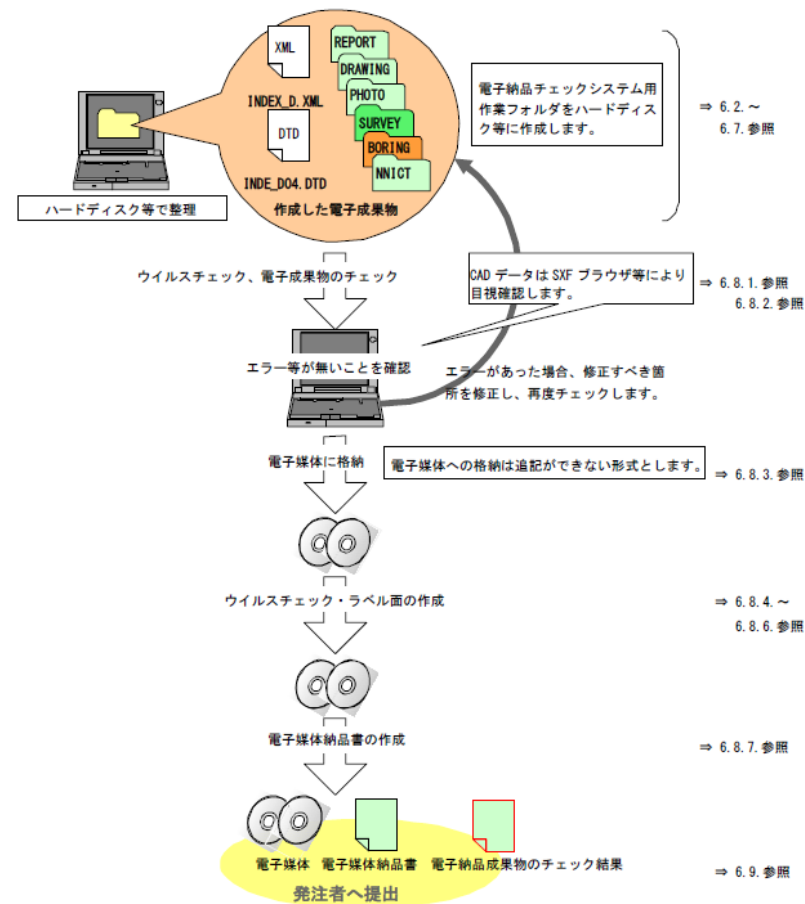 XML
REPORT
DRAWING
PHOTO
SURVEY
BORING
NNICT
INDEX_D.XML
DTD
INDE_D04.DTD
作成した電子成果物
ハードディスク等で整理
電子納品チェックシステム用
作業フォルダをハードディス
ク等に作成します。
⇒ 6.2.~
6.7.参照
ウイルスチェック、電子成果物のチェック
CAD データは SXF ブラウザ等により
目視確認します。
⇒ 6.8.1.参照
6.8.2.参照
エラー等が無いことを確認
エラーがあった場合、修正すべき箇
所を修正し、再度チェックします。
電子媒体に格納
電子媒体への格納は追記ができない形式とします。
⇒ 6.8.3.参照
ウイルスチェック・ラベル面の作成
⇒ 6.8.4.~
6.8.6.参照
電子媒体納品書の作成
⇒ 6.8.7.参照
電子媒体 電子媒体納品書 電子納品成果物のチェック結果
⇒ 6.9.参照
発注者へ提出